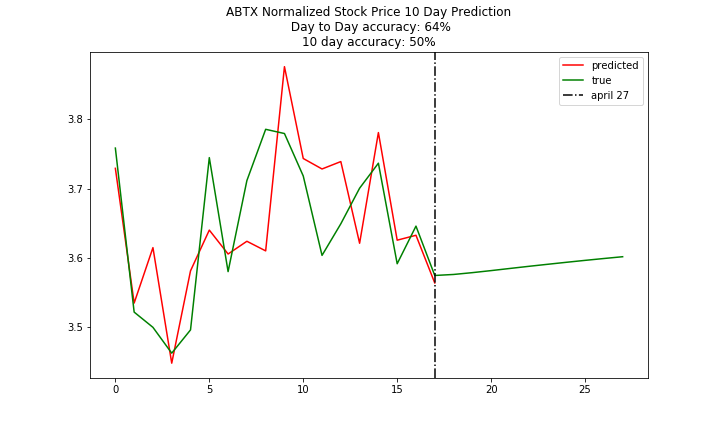 ABTX Normalized Stock Price 10 Day Prediction
Day to Day accuracy: 64%
10 day accuracy: 50%
predicted
true
april 27
3.8
3.7
3.6
3.5
0 5 10 15 20 25